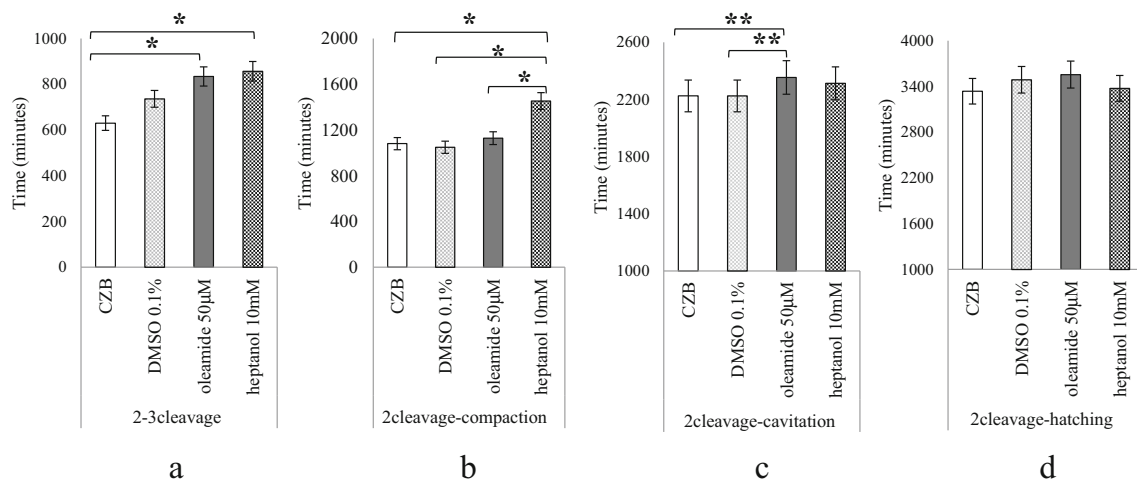 *
*
Time (minutes)
1000
800
600
400
200
0
CZB
DMSO 0.1%
oleamide 50µM
heptanol 10mM
2-3cleavage
a
*
*
*
Time (minutes)
2000
1600
1200
800
400
0
CZB
DMSO 0.1%
oleamide 50µM
heptanol 10mM
2cleavage-compaction
b
**
**
Time (minutes)
2600
2200
1800
1400
1000
CZB
DMSO 0.1%
oleamide 50µM
heptanol 10mM
2cleavage-cavitation
c
Time (minutes)
4000
3400
2800
2200
1600
1000
CZB
DMSO 0.1%
oleamide 50µM
heptanol 10mM
2cleavage-hatching
d